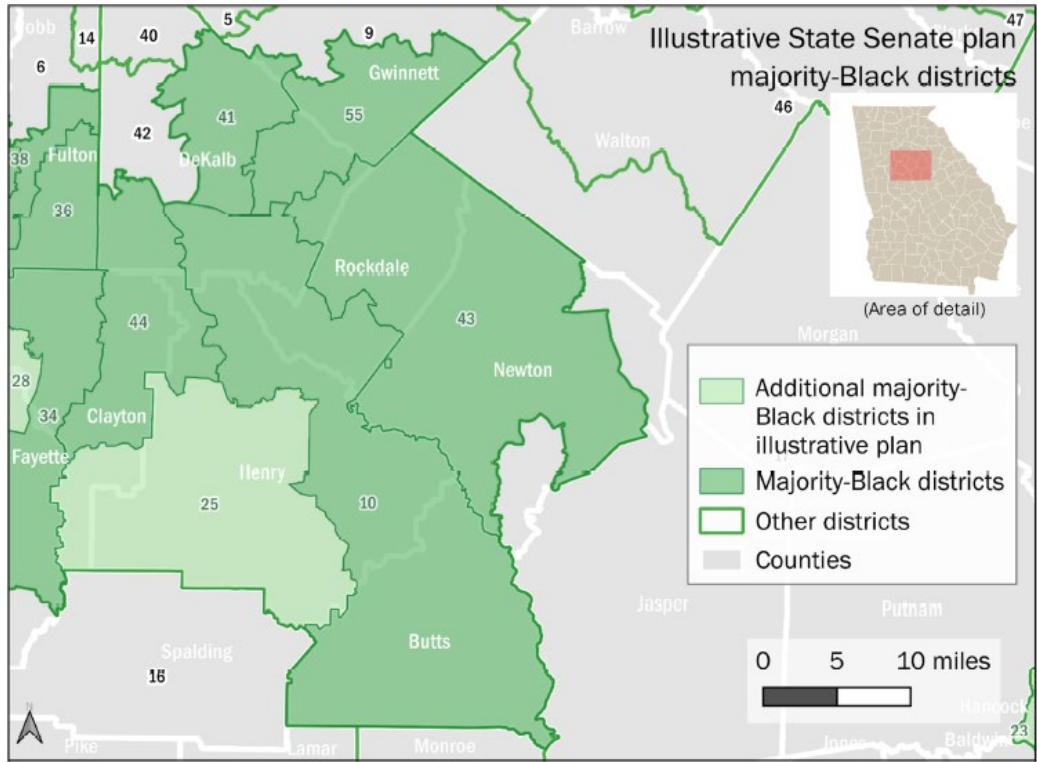 Illustrative State Senate plan
majority-Black districts
(Area of detail)
Additional majority-
Black districts in
illustrative plan
Majority-Black districts
Other districts
Counties
0 5 10 miles
5
47
14
40
9
Barrow
6
Gwinnett
46
41
55
42
Walton
38
Fulton
DeKalb
36
Rockdale
44
43
Morgan
28
Newton
34
Clayton
Fayette
Henry
25
10
Jasper
Putnam
Butts
Spalding
16
Hancock
N
23
Pike
Lamar
Monroe
Jones